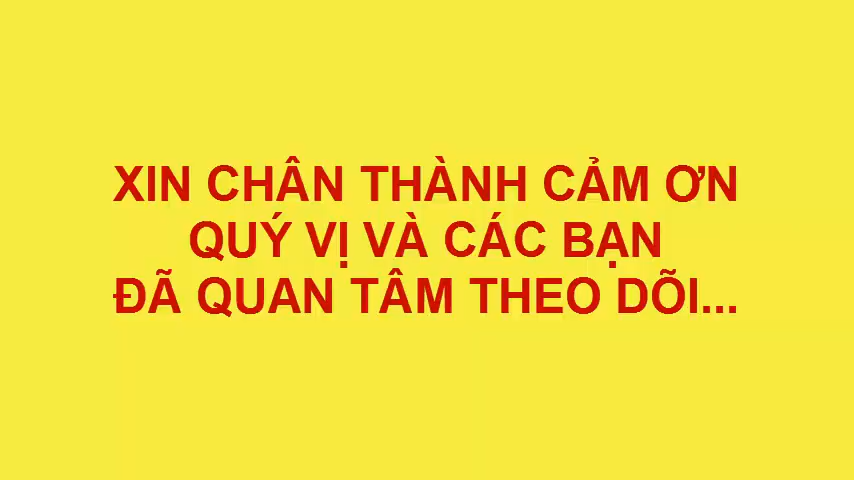 XIN CHÂN THÀNH CẢM ƠN
QUÝ VỊ VÀ CÁC BẠN
ĐÃ QUAN TÂM THEO DÕI...